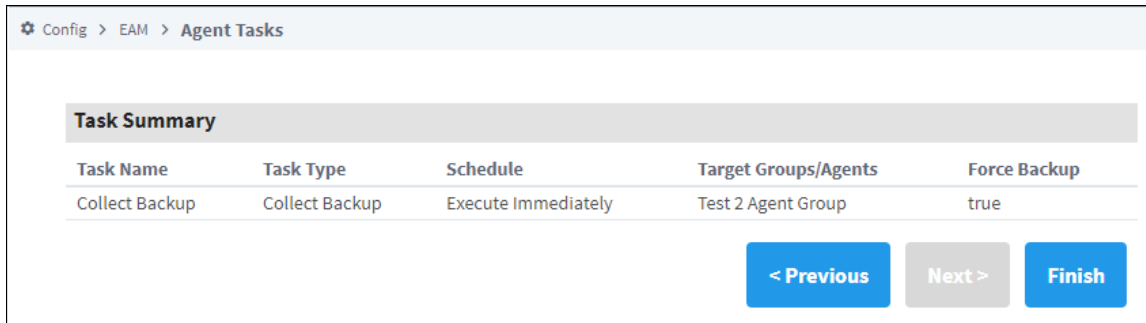 Config > EAM > Agent Tasks
Task Summary
Task Name Task Type Schedule Target Groups/Agents Force Backup
Collect Backup Collect Backup Execute Immediately Test 2 Agent Group true
< Previous Next > Finish